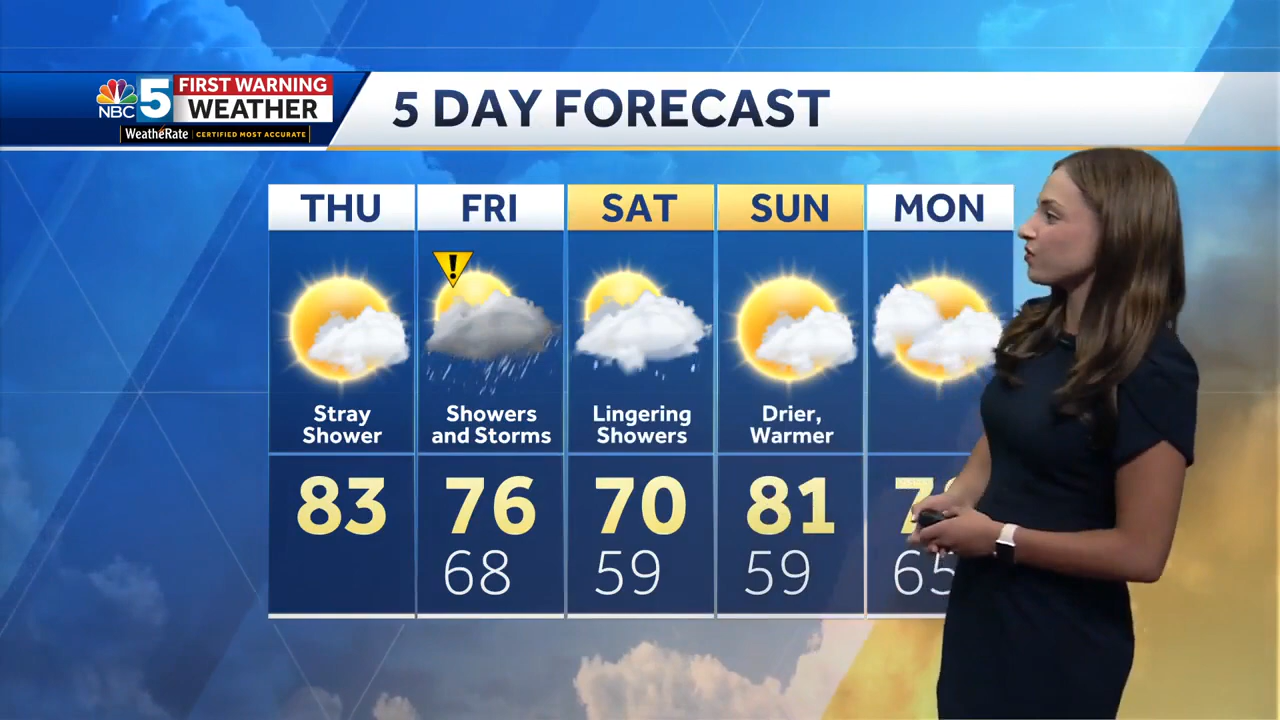 NBC 5 FIRST WARNING
WEATHER
WeatheRate CERTIFIED MOST ACCURATE
5 DAY FORECAST
THU FRI SAT SUN MON
!
Stray Showers Lingering Drier,
Shower and Storms Showers Warmer
83 76 70 81
68 59 59 65